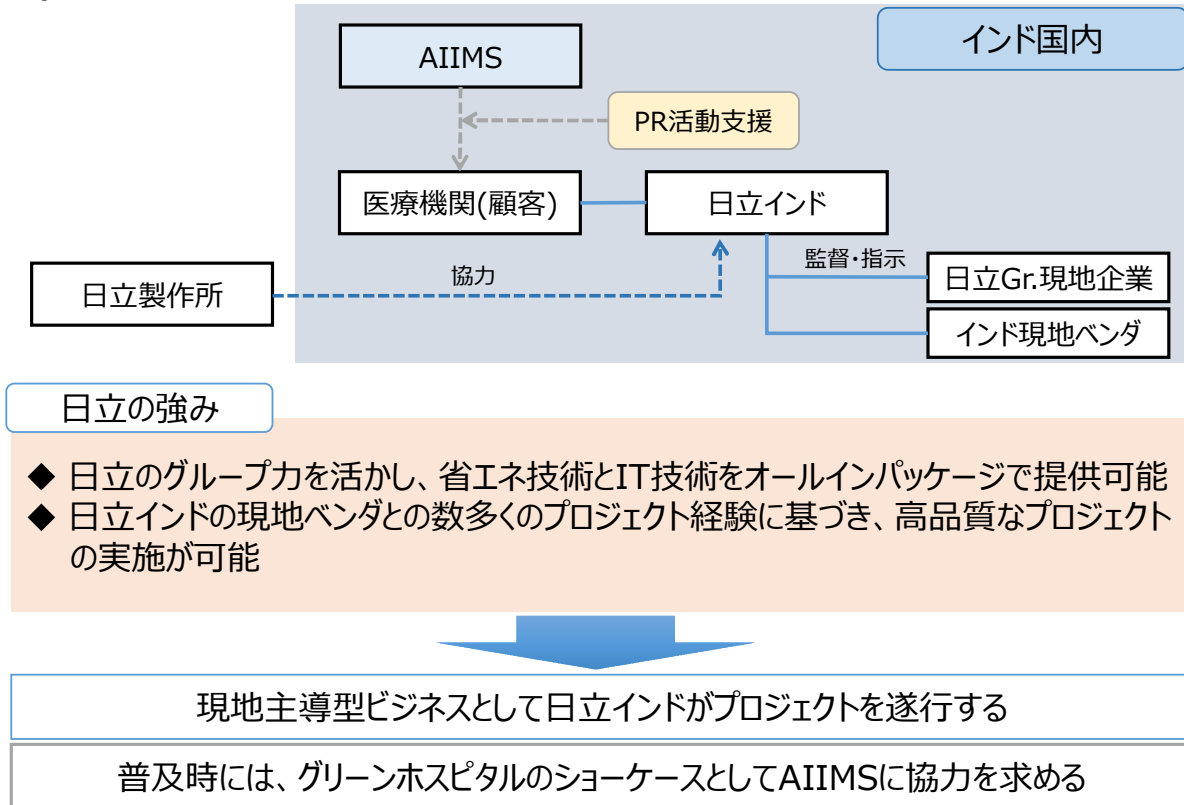 インド国内
AIIMS
PR活動支援
医療機関(顧客)
日立インド
監督・指示
日立製作所
協力
日立Gr.現地企業
インド現地ベンダ
日立の強み
◆ 日立のグループ力を活かし、省エネ技術とIT技術をオールインパッケージで提供可能
◆ 日立インドの現地ベンダとの数多くのプロジェクト経験に基づき、高品質なプロジェクト
の実施が可能
現地主導型ビジネスとして日立インドがプロジェクトを遂行する
普及時には、グリーンホスピタルのショーケースとしてAIIMSに協力を求める